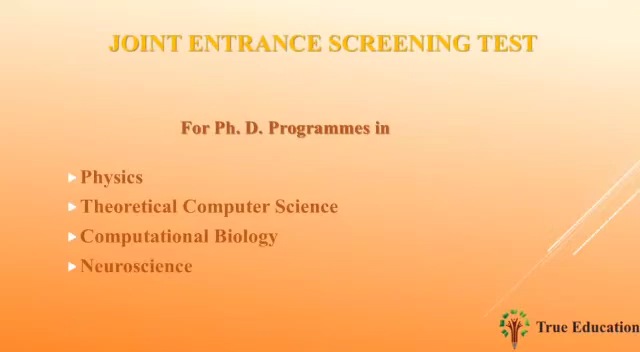 JOINT ENTRANCE SCREENING TEST
For Ph. D. Programmes in
Physics
Theoretical Computer Science
Computational Biology
Neuroscience
True Education